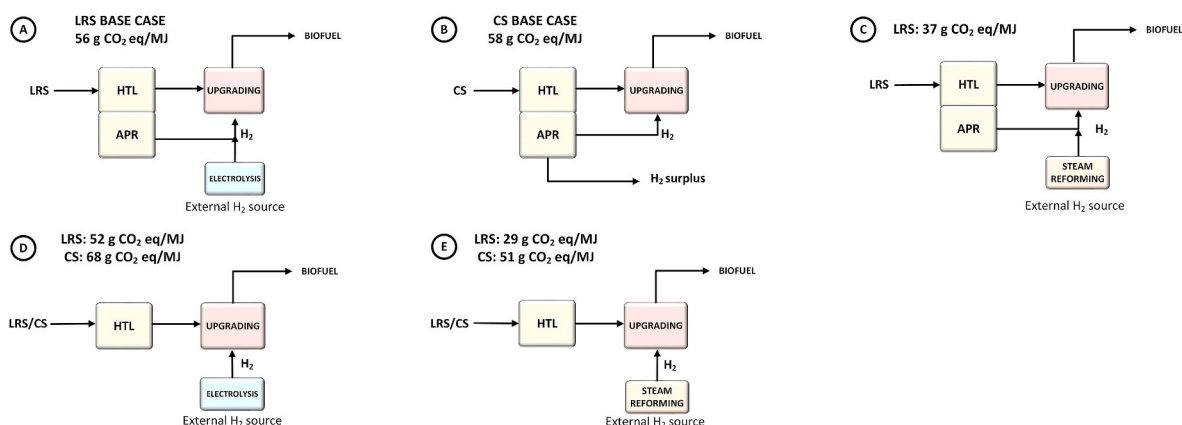 A
LRS BASE CASE
56 g CO₂ eq/MJ
BIOFUEL
LRS
HTL
UPGRADING
APR
H₂
ELECTROLYSIS
External H₂ source
B
CS BASE CASE
58 g CO₂ eq/MJ
BIOFUEL
CS
HTL
UPGRADING
APR
H₂
H₂ surplus
C
LRS: 37 g CO₂ eq/MJ
BIOFUEL
LRS
HTL
UPGRADING
APR
H₂
STEAM
REFORMING
External H₂ source
D
LRS: 52 g CO₂ eq/MJ
CS: 68 g CO₂ eq/MJ
BIOFUEL
LRS/CS
HTL
UPGRADING
H₂
ELECTROLYSIS
External H₂ source
E
LRS: 29 g CO₂ eq/MJ
CS: 51 g CO₂ eq/MJ
BIOFUEL
LRS/CS
HTL
UPGRADING
H₂
STEAM
REFORMING
External H₂ source